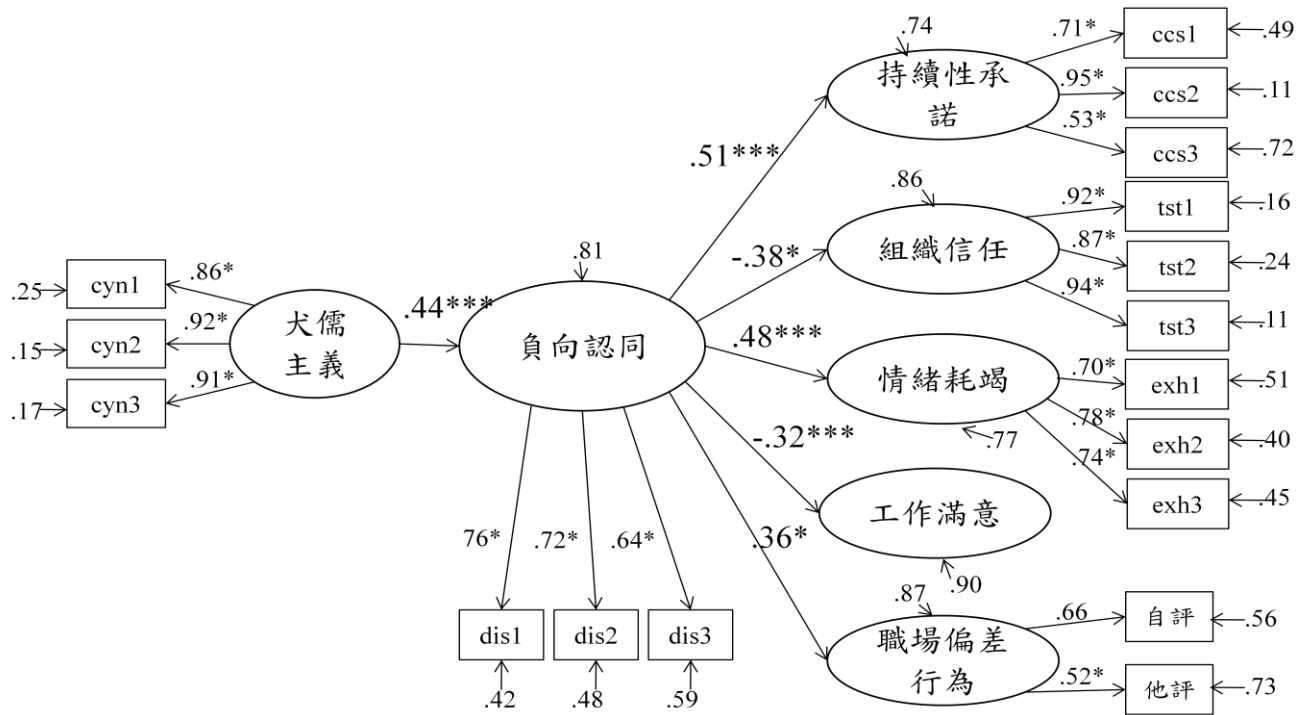 .74
持續性承
諾
.71*
ccs1
.49
.95*
ccs2
.11
.53*
ccs3
.72
.51***
.86
組織信任
.92*
tst1
.16
.87*
tst2
.24
.94*
tst3
.11
-.38*
.81
負向認同
.44***
犬儒
主義
.86*
cyn1
.25
.92*
cyn2
.15
.91*
cyn3
.17
.48***
情緒耗竭
.77
.70*
exh1
.51
.78*
exh2
.40
.74*
exh3
.45
-.32***
工作滿意
.90
.36*
.87
職場偏差
行為
.66
自評
.56
.52*
他評
.73
76*
.72*
.64*
dis1
dis2
dis3
.42
.48
.59